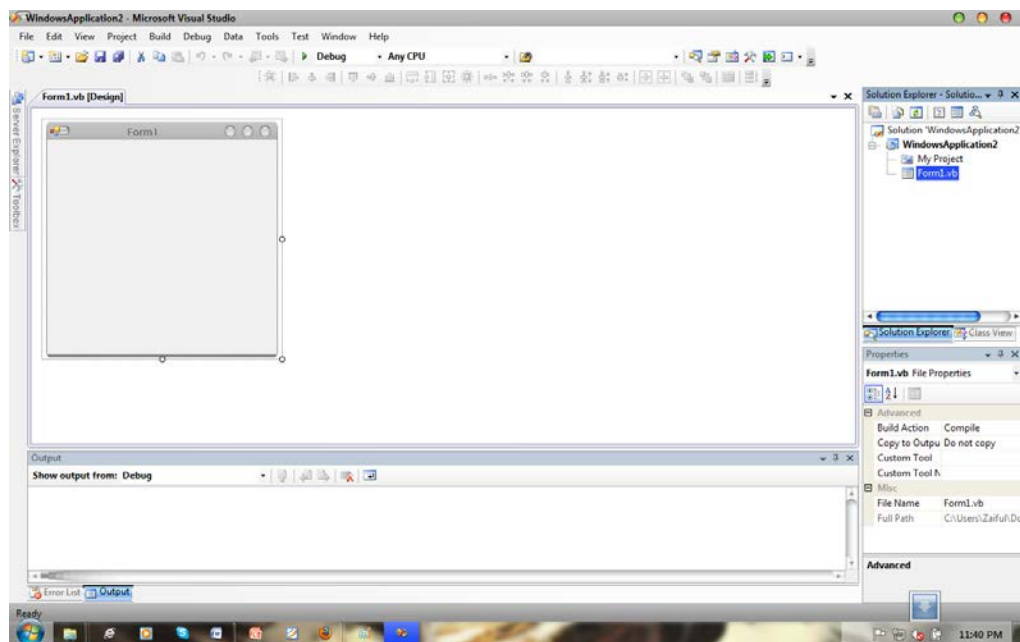 WindowsApplication2 - Microsoft Visual Studio
File Edit View Project Build Debug Data Tools Test Window Help
Debug Any CPU
Form1.vb [Design]
Server Explorer
Toolbox
Form1
Solution Explorer - Solutio...
Solution 'WindowsApplication2
WindowsApplication2
My Project
Form1.vb
Solution Explorer Class View
Properties
Form1.vb File Properties
Advanced
Build Action Compile
Copy to Outpu Do not copy
Custom Tool
Custom Tool N
Misc
File Name Form1.vb
Full Path C:\Users\Zaiful\Do
Advanced
Output
Show output from: Debug
Error List Output
Ready
11:40 PM